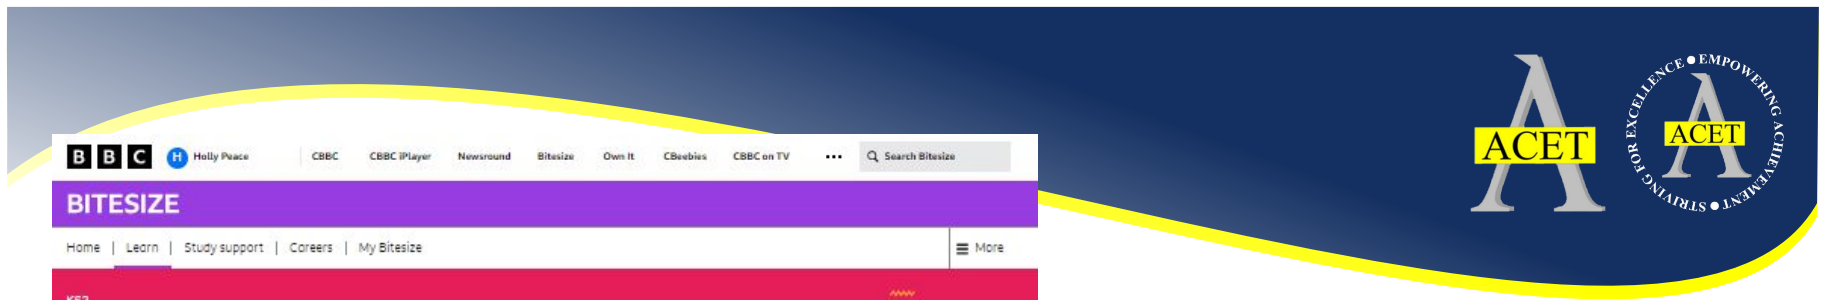 BBC H Holly Peace CBBC CBBC iPlayer Newsround Bitesize Own It CBeebies CBBC on TV ••• Search Bitesize
BITESIZE
Home | Learn | Study support | Careers | My Bitesize More
KS2
ACET
STRIVING FOR EXCELLENCE • EMPOWERING ACHIEVEMENT •
ACET